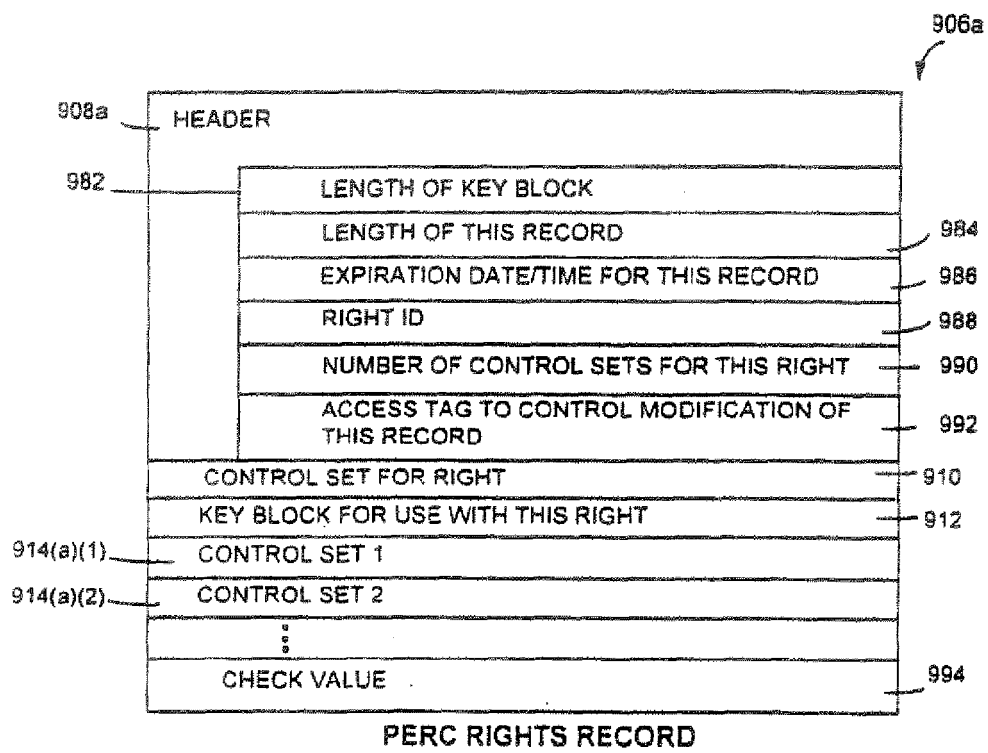 906a
908a
HEADER
982
LENGTH OF KEY BLOCK
LENGTH OF THIS RECORD
984
EXPIRATION DATE/TIME FOR THIS RECORD
986
RIGHT ID
988
NUMBER OF CONTROL SETS FOR THIS RIGHT
990
ACCESS TAG TO CONTROL MODIFICATION OF
THIS RECORD
992
CONTROL SET FOR RIGHT
910
KEY BLOCK FOR USE WITH THIS RIGHT
912
914(a)(1)
CONTROL SET 1
914(a)(2)
CONTROL SET 2
CHECK VALUE
994
PERC RIGHTS RECORD